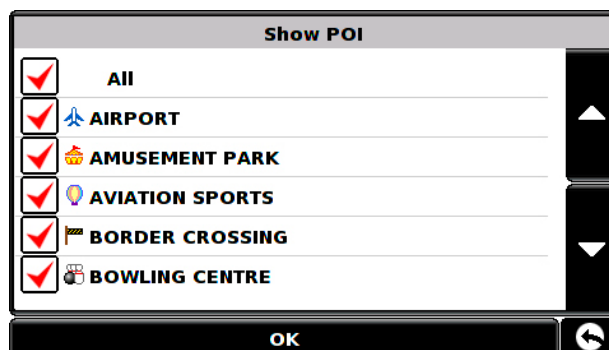 Show POI
All
AIRPORT
AMUSEMENT PARK
AVIATION SPORTS
BORDER CROSSING
BOWLING CENTRE
OK